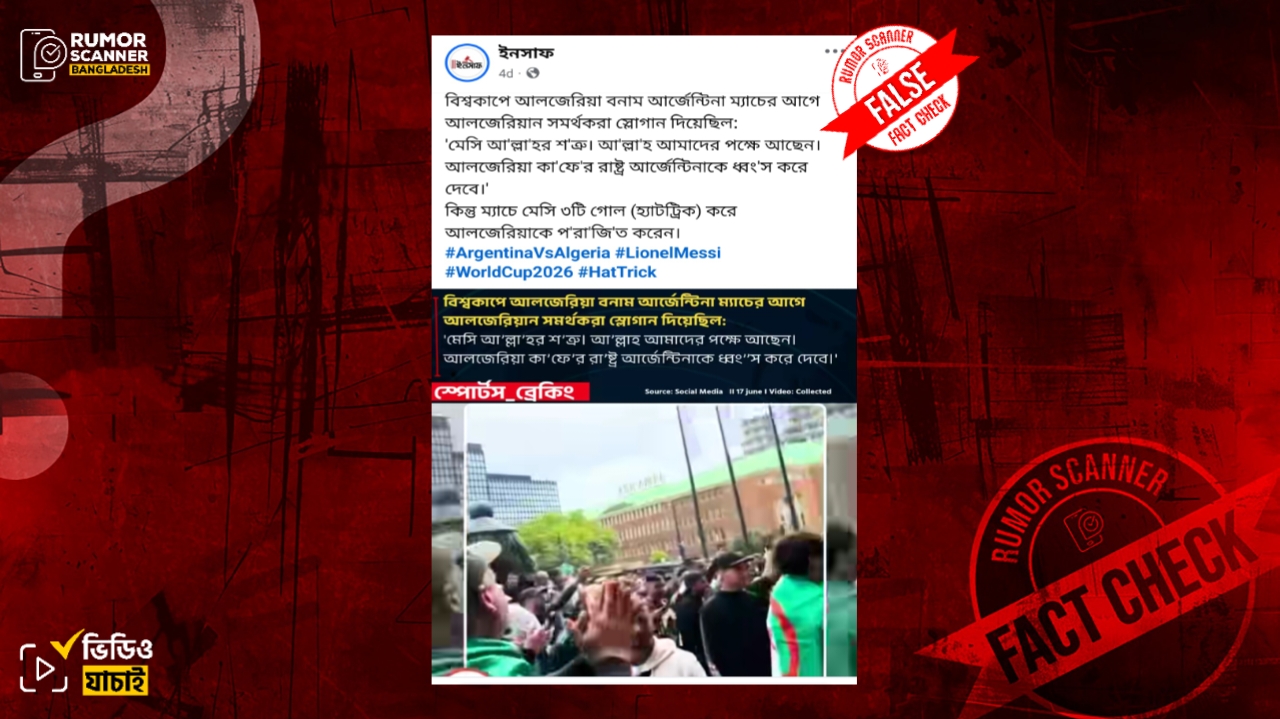 RUMOR
SCANNER
BANGLADESH
ইনসাফ
4d
বিশ্বকাপে আলজেরিয়া বনাম আর্জেন্টিনা ম্যাচের আগে
আলজেরিয়ান সমর্থকরা স্লোগান দিয়েছিল:
'মেসি আ'ল্লা'হর শ'ত্রু। আ'ল্লা'হ আমাদের পক্ষে আছেন।
আলজেরিয়া কা'ফে'র রাষ্ট্র আর্জেন্টিনাকে ধ্বং'স করে
দেবে।'
কিন্তু ম্যাচে মেসি ৩টি গোল (হ্যাটট্রিক) করে
আলজেরিয়াকে প'রা'জি'ত করেন।
#ArgentinaVsAlgeria #LionelMessi
#WorldCup2026 #HatTrick
RUMOR SCANNER
FALSE
FACT CHECK
বিশ্বকাপে আলজেরিয়া বনাম আর্জেন্টিনা ম্যাচের আগে
আলজেরিয়ান সমর্থকরা স্লোগান দিয়েছিল:
'মেসি আ'ল্লা'হর শ'ত্রু। আ'ল্লাহ আমাদের পক্ষে আছেন।
আলজেরিয়া কা'ফে'র রা'ষ্ট্র আর্জেন্টিনাকে ধ্বং''স করে দেবে।'
স্পোর্টস_ব্রেকিং
Source: Social Media II 17 june I Video: Collected
RUMOR SCANNER
FACT CHECK
ভিডিও
যাচাই